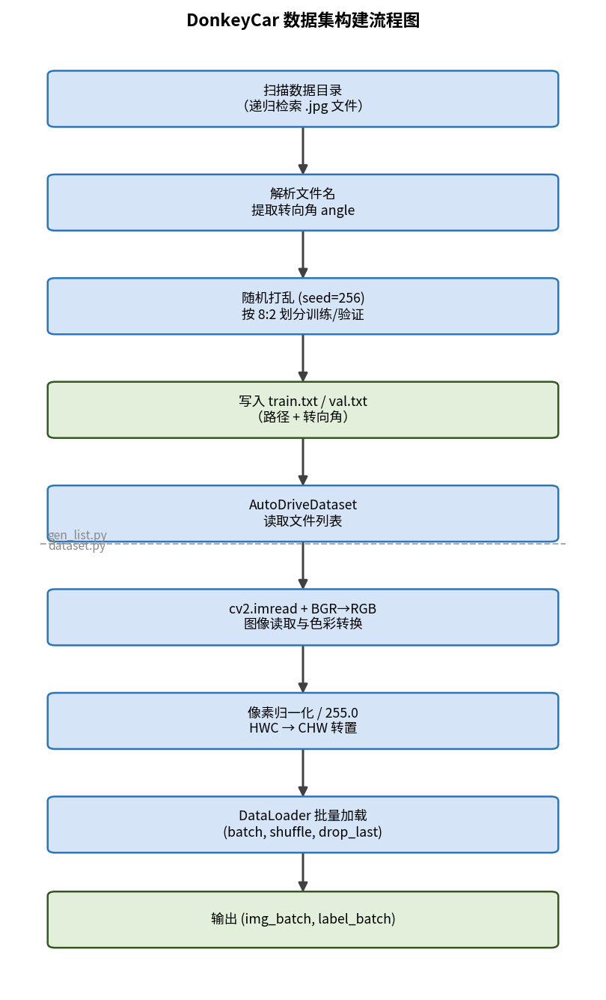 DonkeyCar 数据集构建流程图
扫描数据目录
（递归检索 .jpg 文件）
解析文件名
提取转向角 angle
随机打乱 (seed=256)
按 8:2 划分训练/验证
写入 train.txt / val.txt
（路径 + 转向角）
AutoDriveDataset
读取文件列表
gen_list.py
dataset.py
cv2.imread + BGR→RGB
图像读取与色彩转换
像素归一化 / 255.0
HWC → CHW 转置
DataLoader 批量加载
(batch, shuffle, drop_last)
输出 (img_batch, label_batch)